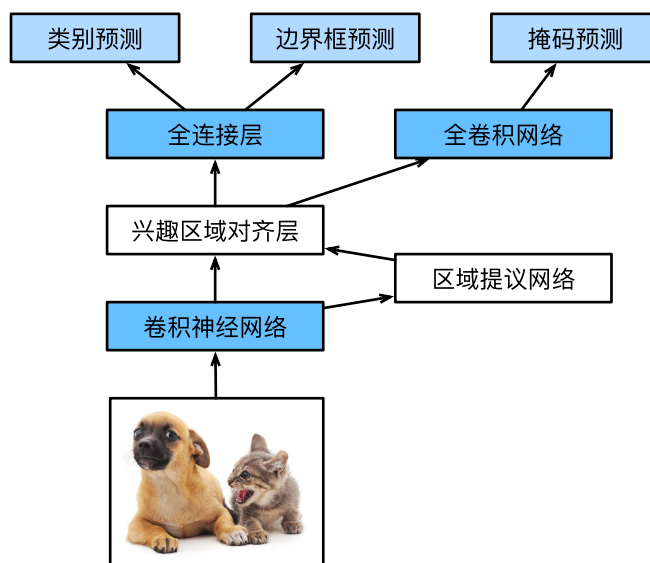 类别预测
边界框预测
掩码预测
全连接层
全卷积网络
兴趣区域对齐层
区域提议网络
卷积神经网络